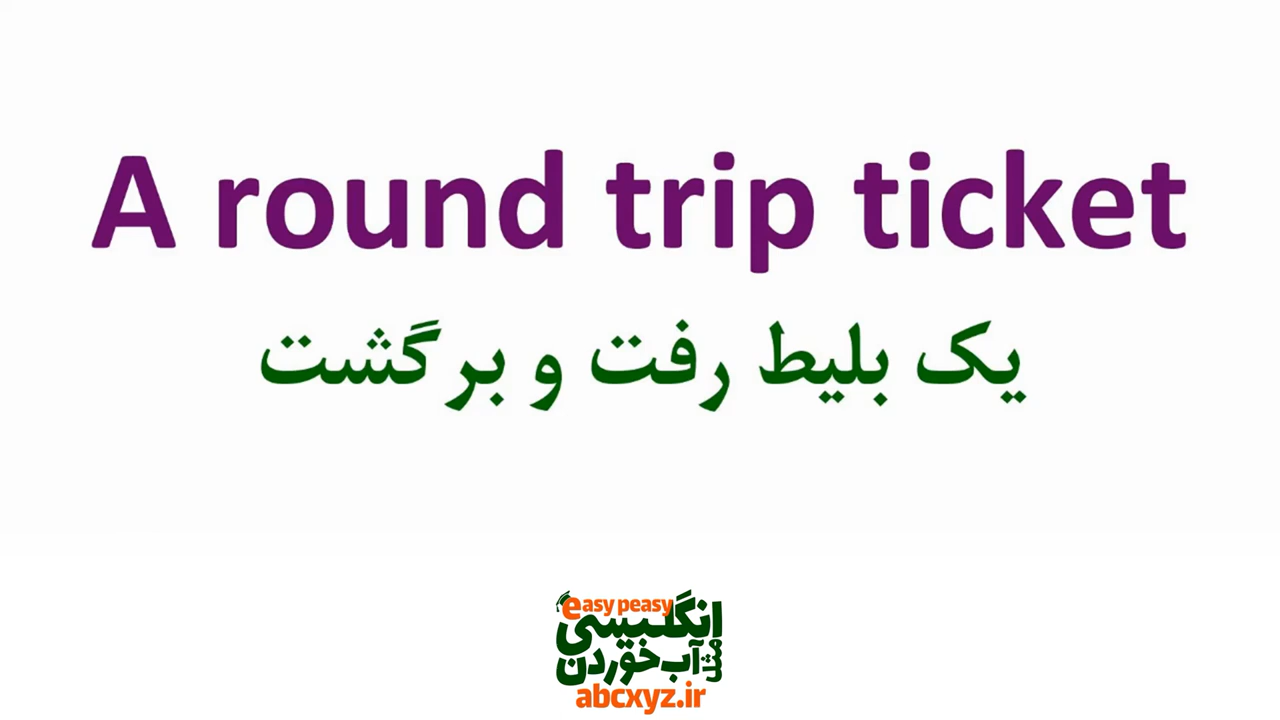 A round trip ticket
یک بلیط رفت و برگشت
easy peasy
انگلیسی
مثل آب خوردن
abcxyz.ir